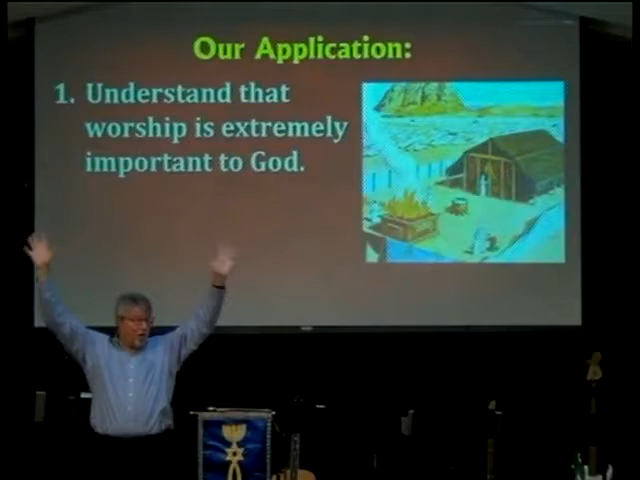 Our Application:
1. Understand that
worship is extremely
important to God.